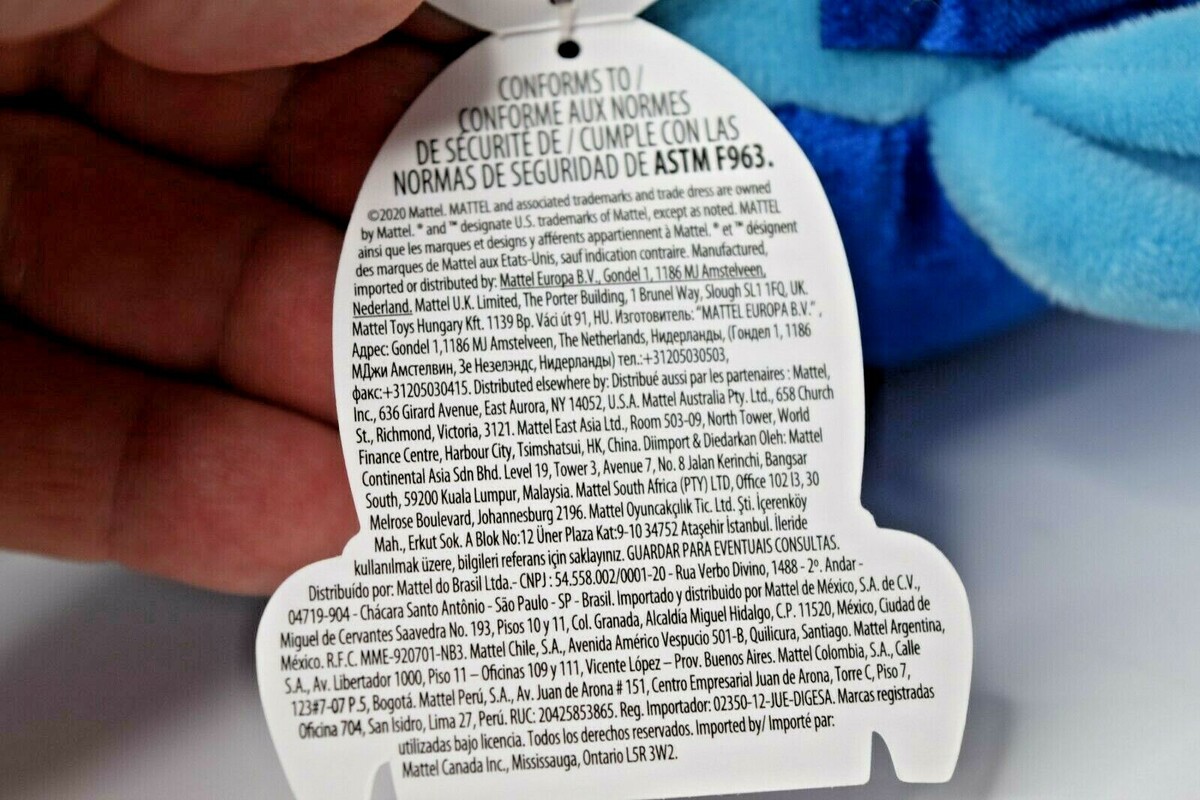 CONFORMS TO /
CONFORME AUX NORMES
DE SÉCURITÉ DE / CUMPLE CON LAS
NORMAS DE SEGURIDAD DE ASTM F963.
©2020 Mattel. MATTEL and associated trademarks and trade dress are owned
by Mattel. ® and ™ designate U.S. trademarks of Mattel, except as noted. MATTEL
ainsi que les marques et designs y afférents appartiennent à Mattel. ® et ™ désignent
des marques de Mattel aux États-Unis, sauf indication contraire. Manufactured,
imported or distributed by: Mattel Europa B.V., Gondel 1, 1186 MJ Amstelveen,
Nederland. Mattel U.K. Limited, The Porter Building, 1 Brunel Way, Slough SL1 1FQ, UK.
Mattel Toys Hungary Kft. 1139 Bp. Váci út 91, HU. Изготовитель: “MATTEL EUROPA B.V.” ,
Адрес: Gondel 1,1186 MJ Amstelveen, The Netherlands, Нидерланды, (Гондел 1, 1186
МДжи Амстелвин, Зе Незелэндс, Нидерланды) тел.:+31205030503,
факс:+31205030415. Distributed elsewhere by: Distribué aussi par les partenaires : Mattel,
Inc., 636 Girard Avenue, East Aurora, NY 14052, U.S.A. Mattel Australia Pty. Ltd., 658 Church
St., Richmond, Victoria, 3121. Mattel East Asia Ltd., Room 503-09, North Tower, World
Finance Centre, Harbour City, Tsimshatsui, HK, China. Diimport & Diedarkan Oleh: Mattel
Continental Asia Sdn Bhd. Level 19, Tower 3, Avenue 7, No. 8 Jalan Kerinchi, Bangsar
South, 59200 Kuala Lumpur, Malaysia. Mattel South Africa (PTY) LTD, Office 102 I3, 30
Melrose Boulevard, Johannesburg 2196. Mattel Oyuncakçılık Tic. Ltd. Şti. İçerenköy
Mah., Erkut Sok. A Blok No:12 Üner Plaza Kat:9-10 34752 Ataşehir İstanbul. İleride
kullanılmak üzere, bilgileri referans için saklayınız. GUARDAR PARA EVENTUAIS CONSULTAS.
Distribuído por: Mattel do Brasil Ltda.- CNPJ : 54.558.002/0001-20 - Rua Verbo Divino, 1488 - 2º. Andar -
04719-904 - Chácara Santo Antônio - São Paulo - SP - Brasil. Importado y distribuido por Mattel de México, S.A. de C.V.,
Miguel de Cervantes Saavedra No. 193, Pisos 10 y 11, Col. Granada, Alcaldía Miguel Hidalgo, C.P. 11520, México, Ciudad de
México. R.F.C. MME-920701-NB3. Mattel Chile, S.A., Avenida Américo Vespucio 501-B, Quilicura, Santiago. Mattel Argentina,
S.A., Av. Libertador 1000, Piso 11 – Oficinas 109 y 111, Vicente López – Prov. Buenos Aires. Mattel Colombia, S.A., Calle
123#7-07 P.5, Bogotá. Mattel Perú, S.A., Av. Juan de Arona # 151, Centro Empresarial Juan de Arona, Torre C, Piso 7,
Oficina 704, San Isidro, Lima 27, Perú. RUC: 20425853865. Reg. Importador: 02350-12-JUE-DIGESA. Marcas registradas
utilizadas bajo licencia. Todos los derechos reservados. Imported by/ Importé par:
Mattel Canada Inc., Mississauga, Ontario L5R 3W2.